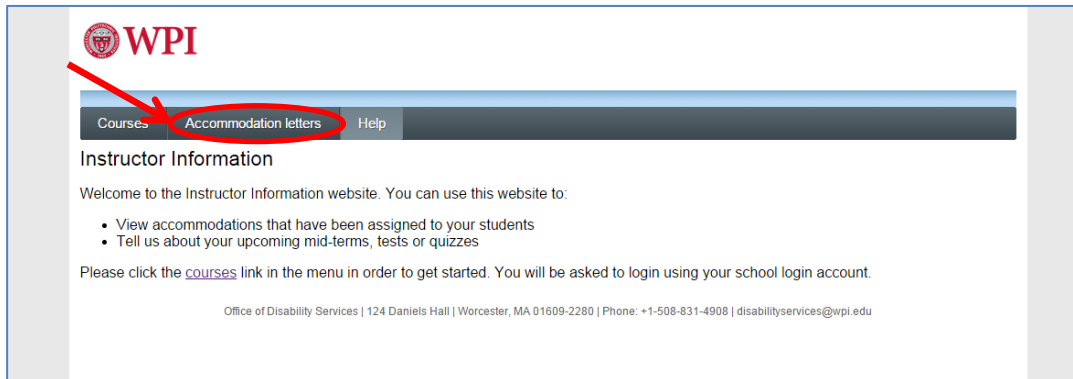 WPI
Courses Accommodation letters Help
Instructor Information
Welcome to the Instructor Information website. You can use this website to:
• View accommodations that have been assigned to your students
• Tell us about your upcoming mid-terms, tests or quizzes
Please click the courses link in the menu in order to get started. You will be asked to login using your school login account.
Office of Disability Services | 124 Daniels Hall | Worcester, MA 01609-2280 | Phone: +1-508-831-4908 | disabilityservices@wpi.edu